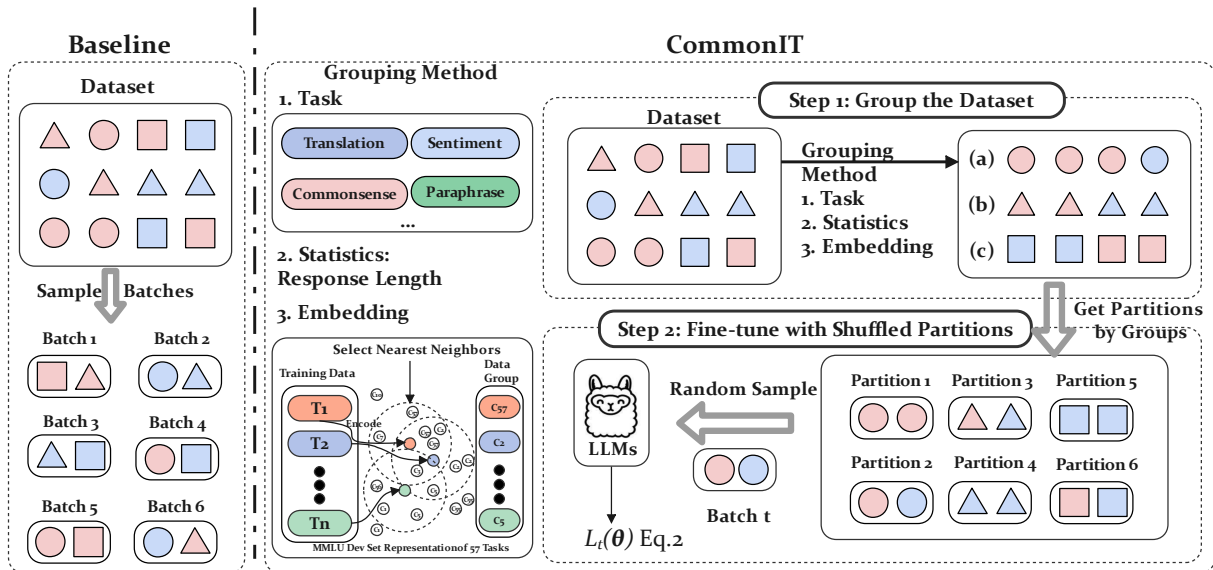 Baseline
Dataset
Sample Batches
Batch 1
Batch 2
Batch 3
Batch 4
Batch 5
Batch 6
CommonIT
Grouping Method
1. Task
Translation
Sentiment
Commonsense
Paraphrase
...
2. Statistics:
Response Length
3. Embedding
Select Nearest Neighbors
Training Data
Data
Group
T1
T2
Tn
Encode
C57
C2
C5
MMLU Dev Set Representationof 57 Tasks
Step 1: Group the Dataset
Dataset
Grouping
Method
1. Task
2. Statistics
3. Embedding
(a)
(b)
(c)
Get Partitions
by Groups
Step 2: Fine-tune with Shuffled Partitions
LLMs
Random Sample
Batch t
Lt(θ) Eq.2
Partition 1
Partition 3
Partition 5
Partition 2
Partition 4
Partition 6